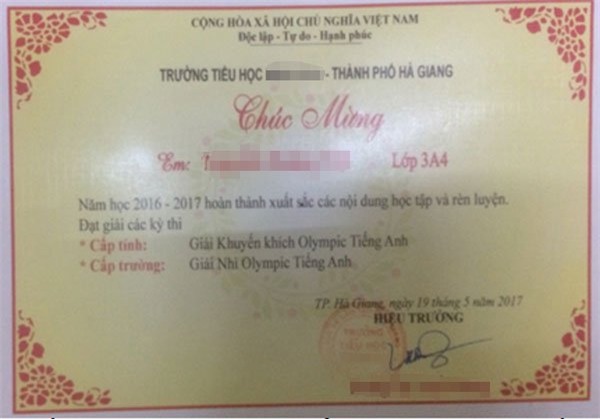 CỘNG HÒA XÃ HỘI CHỦ NGHĨA VIỆT NAM
Độc lập - Tự do - Hạnh phúc
TRƯỜNG TIỂU HỌC - THÀNH PHỐ HÀ GIANG
Chúc Mừng
Em: Lớp 3A4
Năm học 2016 - 2017 hoàn thành xuất sắc các nội dung học tập và rèn luyện.
Đạt giải các kỳ thi
* Cấp tỉnh: Giải Khuyến khích Olympic Tiếng Anh
* Cấp trường: Giải Nhì Olympic Tiếng Anh
TP. Hà Giang, ngày 19 tháng 5 năm 2017
HIỆU TRƯỞNG
TRƯỜNG
TIỂU HỌC